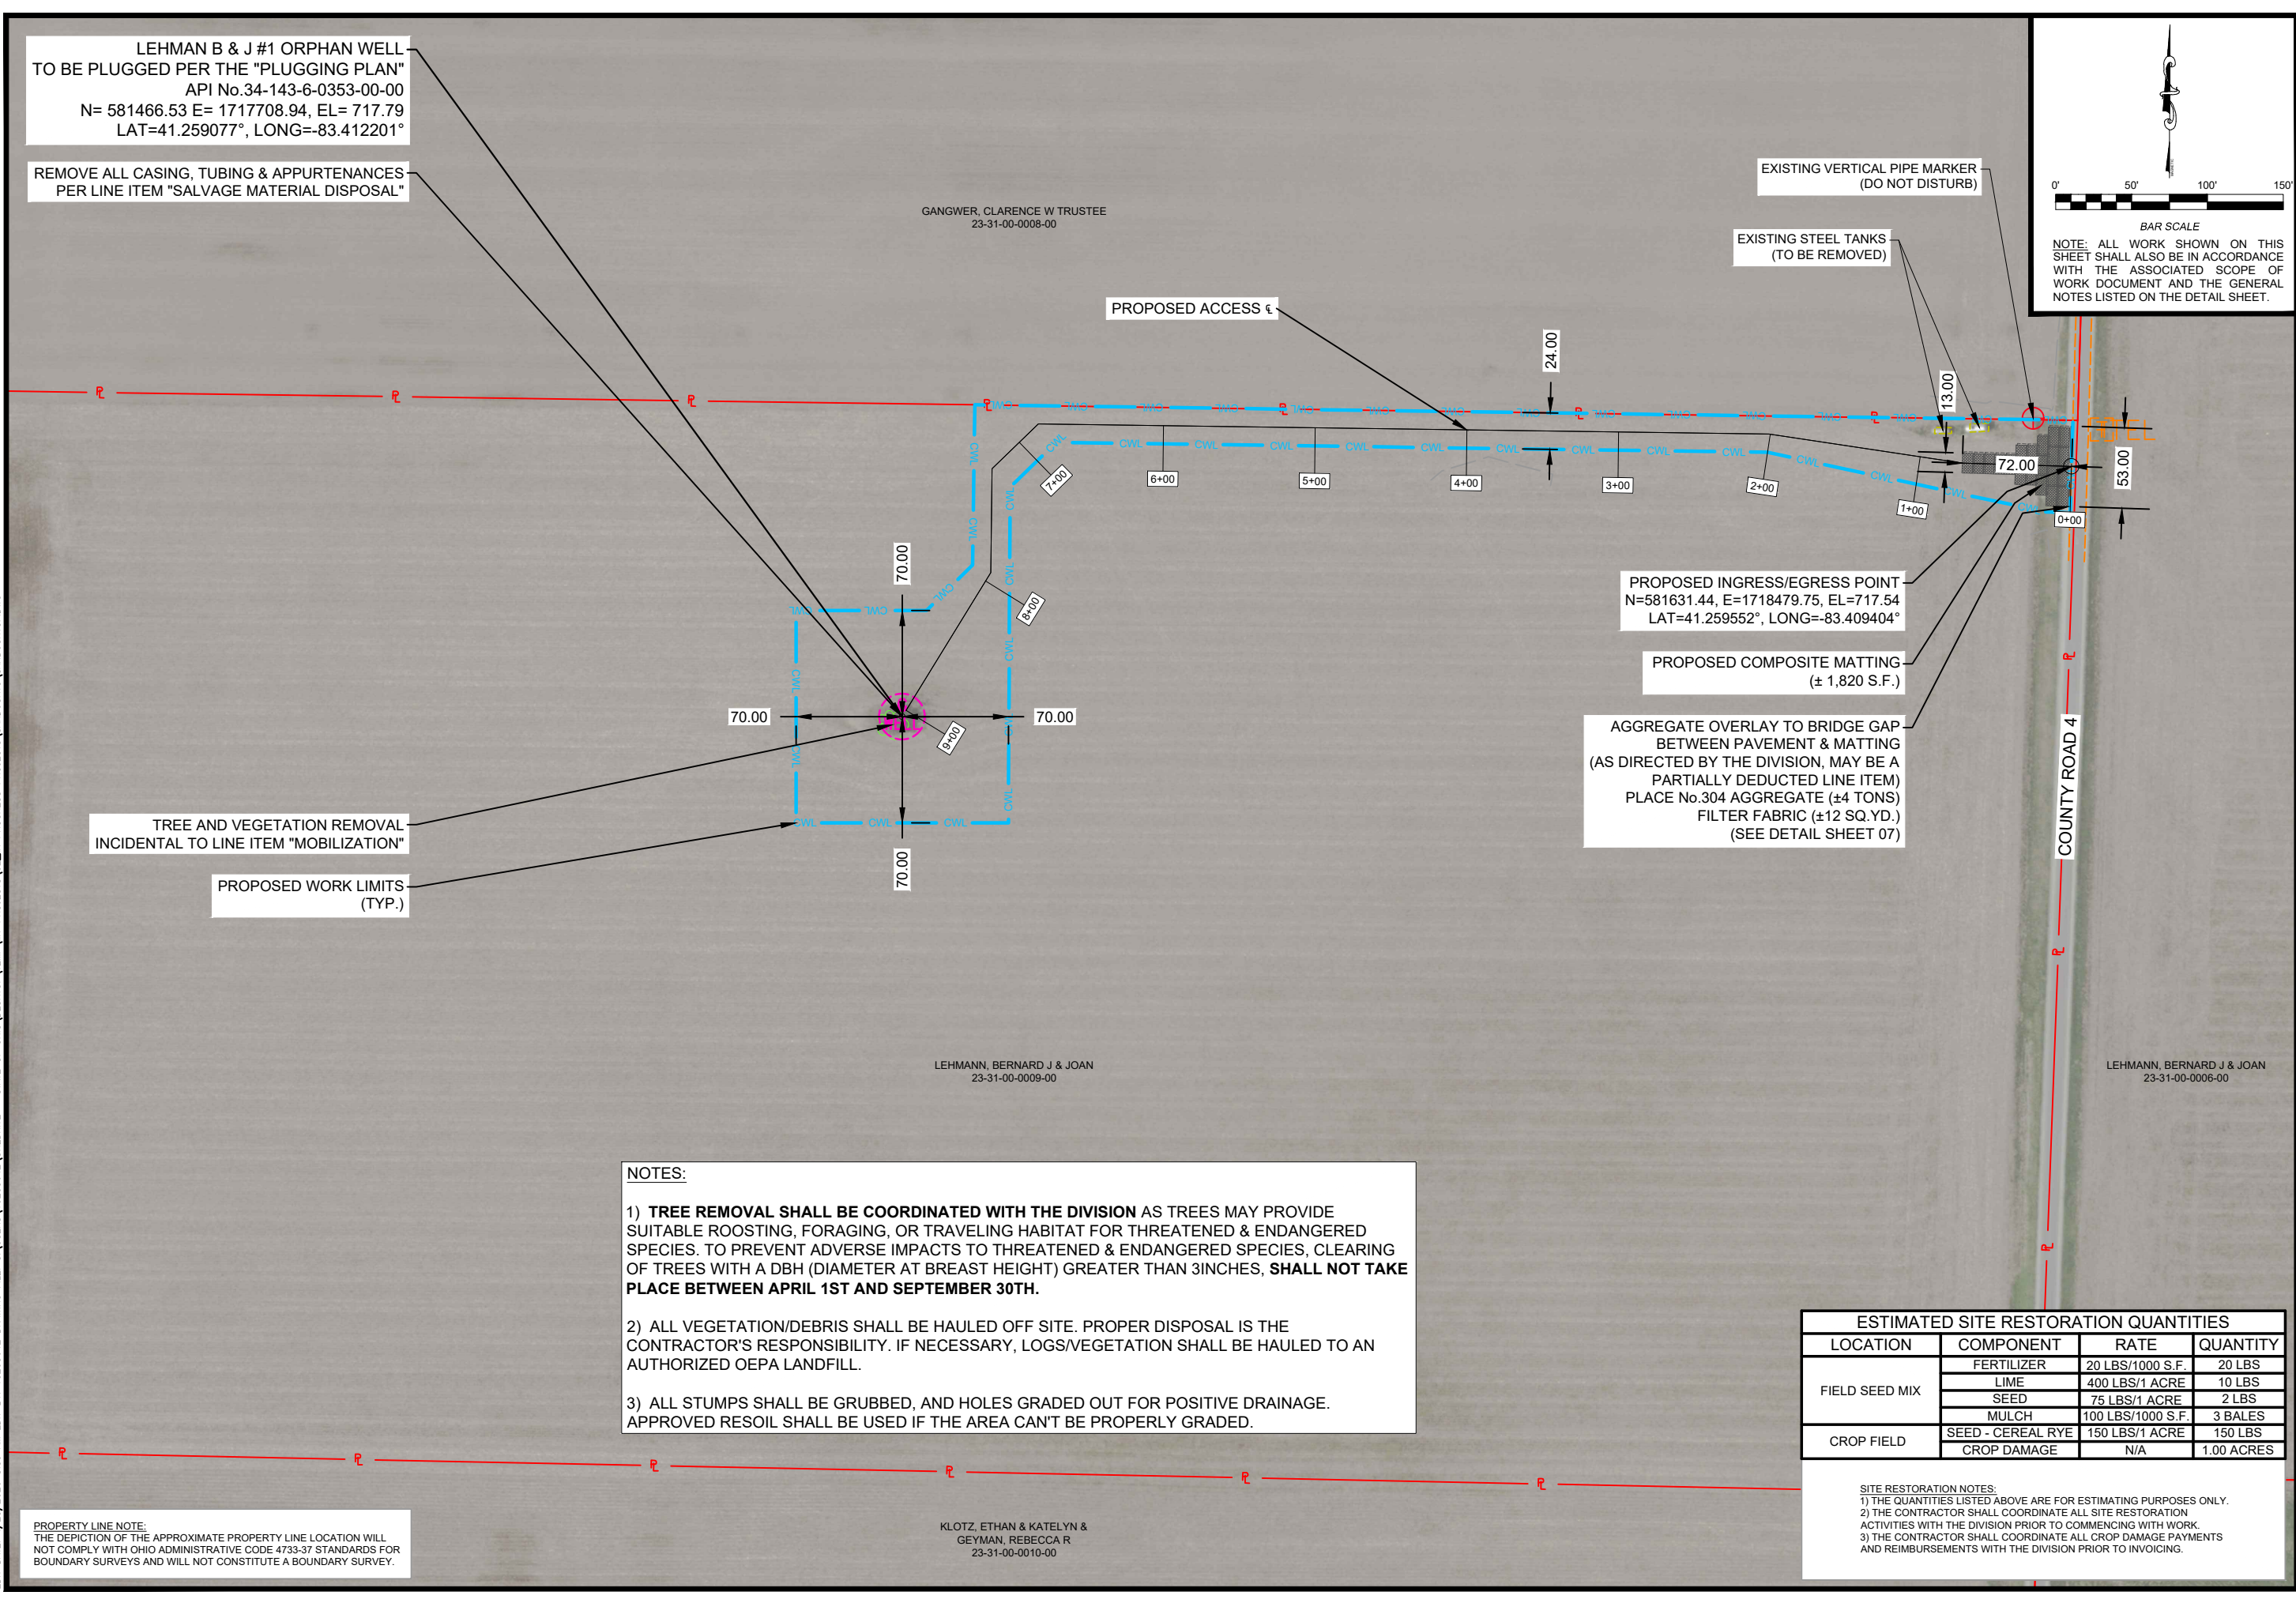 LEHMAN B & J #1 ORPHAN WELL
TO BE PLUGGED PER THE "PLUGGING PLAN"
API No.34-143-6-0353-00-00
N= 581466.53 E= 1717708.94, EL= 717.79
LAT=41.259077°, LONG=-83.412201°
REMOVE ALL CASING, TUBING & APPURTENANCES
PER LINE ITEM "SALVAGE MATERIAL DISPOSAL"
GANGWER, CLARENCE W TRUSTEE
23-31-00-0008-00
EXISTING VERTICAL PIPE MARKER
(DO NOT DISTURB)
EXISTING STEEL TANKS
(TO BE REMOVED)
PROPOSED ACCESS ℄
0' 50' 100' 150'
BAR SCALE
NOTE: ALL WORK SHOWN ON THIS
SHEET SHALL ALSO BE IN ACCORDANCE
WITH THE ASSOCIATED SCOPE OF
WORK DOCUMENT AND THE GENERAL
NOTES LISTED ON THE DETAIL SHEET.
24.00
13.00
72.00
53.00
0+00
1+00
2+00
3+00
4+00
5+00
6+00
7+00
8+00
9+00
70.00
70.00
70.00
70.00
CWL
PROPOSED INGRESS/EGRESS POINT
N=581631.44, E=1718479.75, EL=717.54
LAT=41.259552°, LONG=-83.409404°
PROPOSED COMPOSITE MATTING
(± 1,820 S.F.)
AGGREGATE OVERLAY TO BRIDGE GAP
BETWEEN PAVEMENT & MATTING
(AS DIRECTED BY THE DIVISION, MAY BE A
PARTIALLY DEDUCTED LINE ITEM)
PLACE No.304 AGGREGATE (±4 TONS)
FILTER FABRIC (±12 SQ.YD.)
(SEE DETAIL SHEET 07)
COUNTY ROAD 4
TREE AND VEGETATION REMOVAL
INCIDENTAL TO LINE ITEM "MOBILIZATION"
PROPOSED WORK LIMITS
(TYP.)
LEHMANN, BERNARD J & JOAN
23-31-00-0009-00
LEHMANN, BERNARD J & JOAN
23-31-00-0006-00
NOTES:
1) TREE REMOVAL SHALL BE COORDINATED WITH THE DIVISION AS TREES MAY PROVIDE
SUITABLE ROOSTING, FORAGING, OR TRAVELING HABITAT FOR THREATENED & ENDANGERED
SPECIES. TO PREVENT ADVERSE IMPACTS TO THREATENED & ENDANGERED SPECIES, CLEARING
OF TREES WITH A DBH (DIAMETER AT BREAST HEIGHT) GREATER THAN 3INCHES, SHALL NOT TAKE
PLACE BETWEEN APRIL 1ST AND SEPTEMBER 30TH.
2) ALL VEGETATION/DEBRIS SHALL BE HAULED OFF SITE. PROPER DISPOSAL IS THE
CONTRACTOR'S RESPONSIBILITY. IF NECESSARY, LOGS/VEGETATION SHALL BE HAULED TO AN
AUTHORIZED OEPA LANDFILL.
3) ALL STUMPS SHALL BE GRUBBED, AND HOLES GRADED OUT FOR POSITIVE DRAINAGE.
APPROVED RESOIL SHALL BE USED IF THE AREA CAN'T BE PROPERLY GRADED.
ESTIMATED SITE RESTORATION QUANTITIES
LOCATION COMPONENT RATE QUANTITY
FIELD SEED MIX
FERTILIZER 20 LBS/1000 S.F. 20 LBS
LIME 400 LBS/1 ACRE 10 LBS
SEED 75 LBS/1 ACRE 2 LBS
MULCH 100 LBS/1000 S.F. 3 BALES
CROP FIELD
SEED - CEREAL RYE 150 LBS/1 ACRE 150 LBS
CROP DAMAGE N/A 1.00 ACRES
SITE RESTORATION NOTES:
1) THE QUANTITIES LISTED ABOVE ARE FOR ESTIMATING PURPOSES ONLY.
2) THE CONTRACTOR SHALL COORDINATE ALL SITE RESTORATION
ACTIVITIES WITH THE DIVISION PRIOR TO COMMENCING WITH WORK.
3) THE CONTRACTOR SHALL COORDINATE ALL CROP DAMAGE PAYMENTS
AND REIMBURSEMENTS WITH THE DIVISION PRIOR TO INVOICING.
PROPERTY LINE NOTE:
THE DEPICTION OF THE APPROXIMATE PROPERTY LINE LOCATION WILL
NOT COMPLY WITH OHIO ADMINISTRATIVE CODE 4733-37 STANDARDS FOR
BOUNDARY SURVEYS AND WILL NOT CONSTITUTE A BOUNDARY SURVEY.
KLOTZ, ETHAN & KATELYN &
GEYMAN, REBECCA R
23-31-00-0010-00